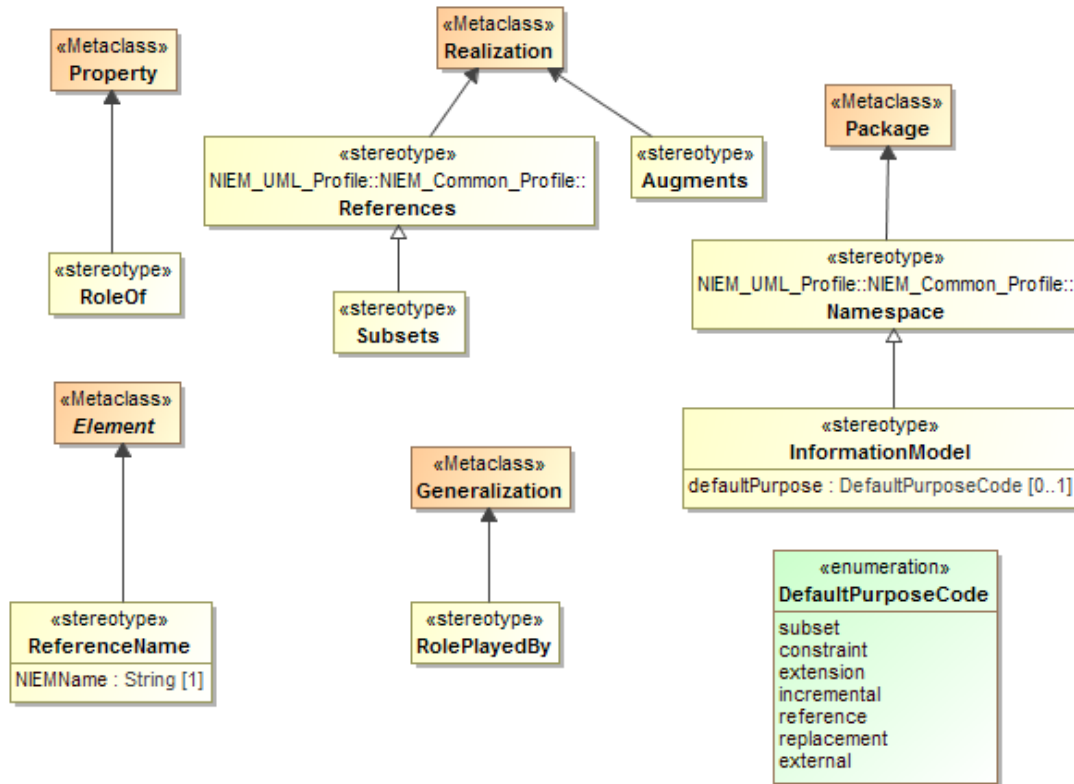 «Metaclass»
Property
«stereotype»
RoleOf
«Metaclass»
Realization
«stereotype»
NIEM_UML_Profile::NIEM_Common_Profile::
References
«stereotype»
Augments
«stereotype»
Subsets
«Metaclass»
Package
«stereotype»
NIEM_UML_Profile::NIEM_Common_Profile::
Namespace
«stereotype»
InformationModel
defaultPurpose : DefaultPurposeCode [0..1]
«Metaclass»
Element
«stereotype»
ReferenceName
NIEMName : String [1]
«Metaclass»
Generalization
«stereotype»
RolePlayedBy
«enumeration»
DefaultPurposeCode
subset
constraint
extension
incremental
reference
replacement
external